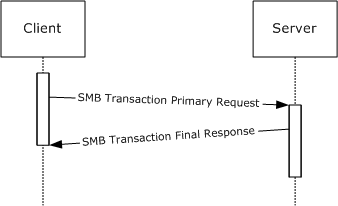 Client
Server
SMB Transaction Primary Request
SMB Transaction Final Response